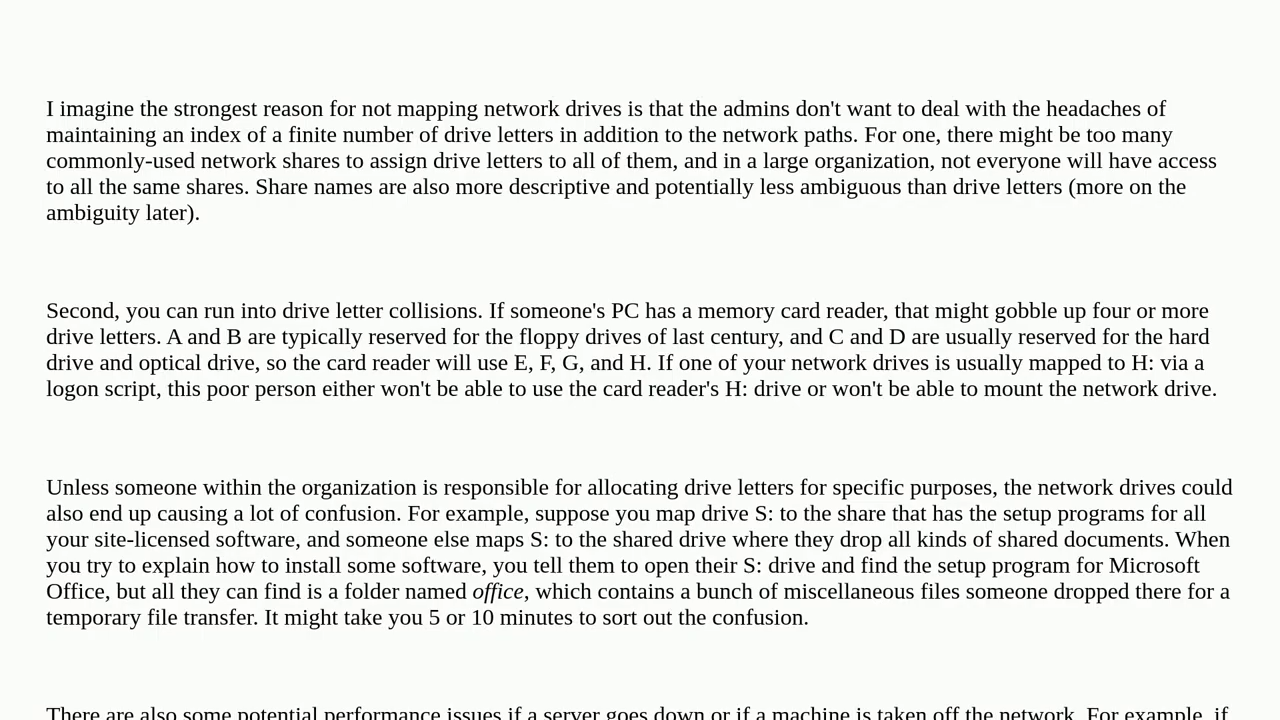 I imagine the strongest reason for not mapping network drives is that the admins don't want to deal with the headaches of
maintaining an index of a finite number of drive letters in addition to the network paths. For one, there might be too many
commonly-used network shares to assign drive letters to all of them, and in a large organization, not everyone will have access
to all the same shares. Share names are also more descriptive and potentially less ambiguous than drive letters (more on the
ambiguity later).
Second, you can run into drive letter collisions. If someone's PC has a memory card reader, that might gobble up four or more
drive letters. A and B are typically reserved for the floppy drives of last century, and C and D are usually reserved for the hard
drive and optical drive, so the card reader will use E, F, G, and H. If one of your network drives is usually mapped to H: via a
logon script, this poor person either won't be able to use the card reader's H: drive or won't be able to mount the network drive.
Unless someone within the organization is responsible for allocating drive letters for specific purposes, the network drives could
also end up causing a lot of confusion. For example, suppose you map drive S: to the share that has the setup programs for all
your site-licensed software, and someone else maps S: to the shared drive where they drop all kinds of shared documents. When
you try to explain how to install some software, you tell them to open their S: drive and find the setup program for Microsoft
Office, but all they can find is a folder named office, which contains a bunch of miscellaneous files someone dropped there for a
temporary file transfer. It might take you 5 or 10 minutes to sort out the confusion.
There are also some potential performance issues if a server goes down or if a machine is taken off the network. For example, if